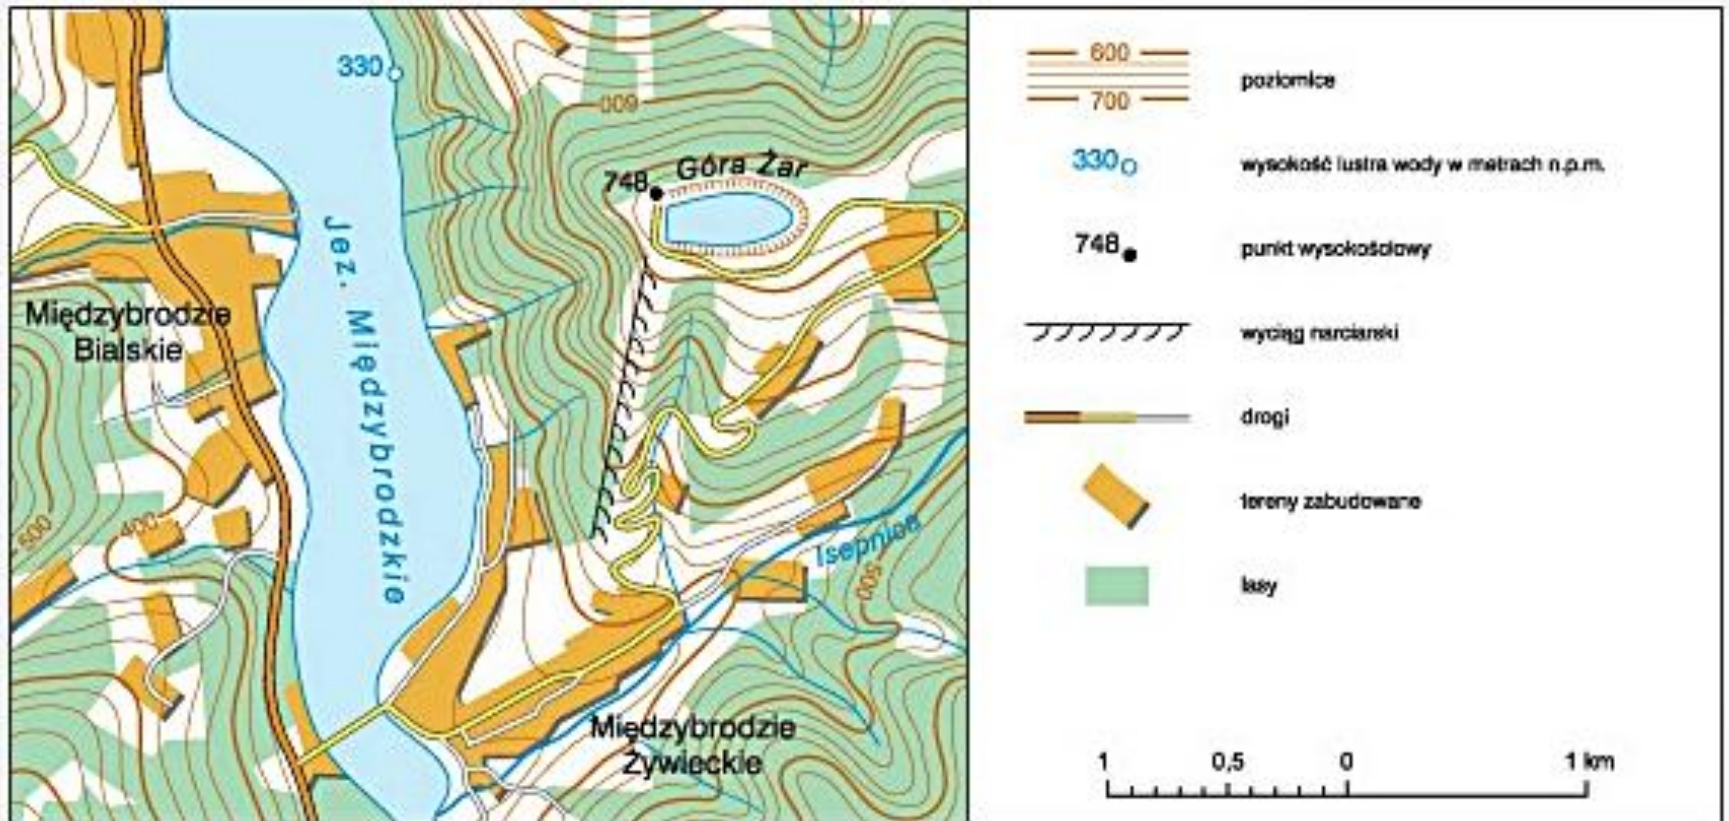 330
600
Góra Żar
748
Jez. Międzybrodzkie
Międzybrodzie
Bialskie
400
500
Isepnica
500
Międzybrodzie
Żywieckie
600
700
poziomice
330
wysokość lustra wody w metrach n.p.m.
748
punkt wysokościowy
wyciąg narciarski
drogi
tereny zabudowane
lasy
1 0,5 0 1 km